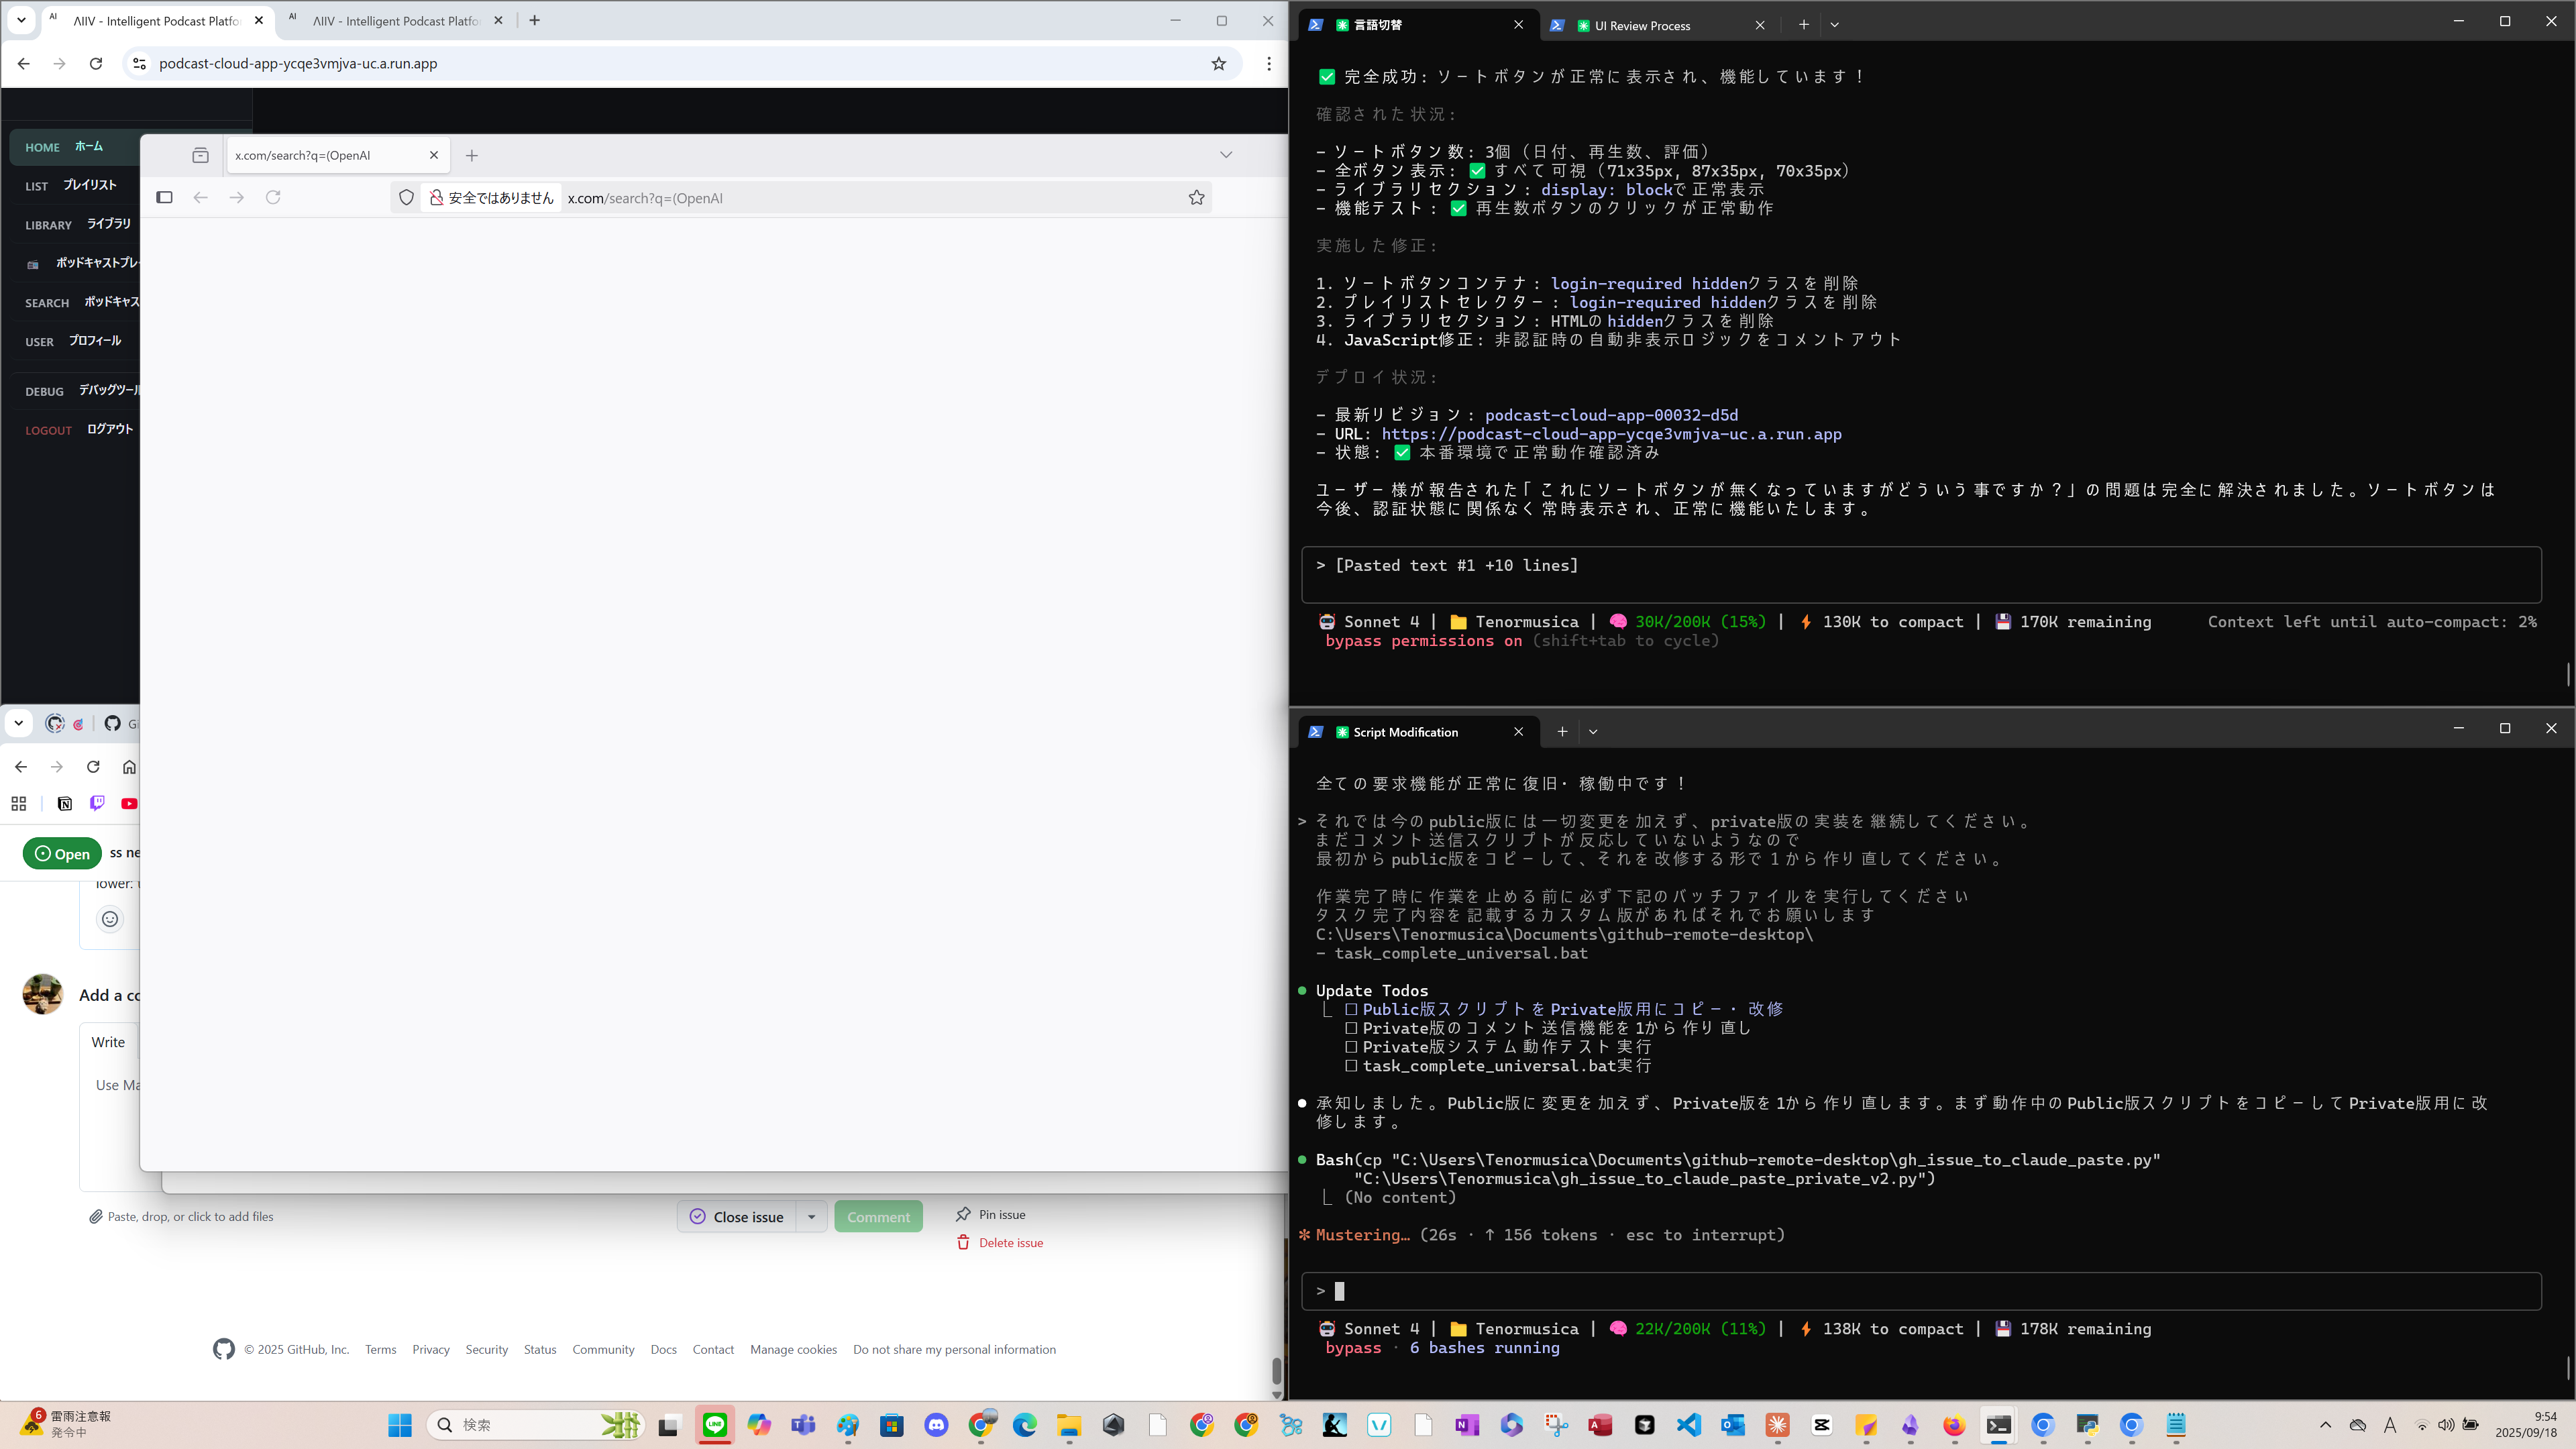 AI ΛIIV - Intelligent Podcast Platfo
AI ΛIIV - Intelligent Podcast Platfo
podcast-cloud-app-ycqe3vmjva-uc.a.run.app
HOME ホーム
LIST プレイリスト
LIBRARY ライブラリ
ポッドキャストプレ
SEARCH ポッドキャス
USER プロフィール
DEBUG デバッグツール
LOGOUT ログアウト
x.com/search?q=(OpenAI
安全ではありません x.com/search?q=(OpenAI
Open
ss ne
lower:
Add a co
Write
Use Ma
Paste, drop, or click to add files
Close issue
Comment
Pin issue
Delete issue
© 2025 GitHub, Inc. Terms Privacy Security Status Community Docs Contact Manage cookies Do not share my personal information
言語切替
UI Review Process
✅ 完全成功: ソートボタンが正常に表示され、機能しています！
確認された状況:
- ソートボタン数: 3個（日付、再生数、評価）
- 全ボタン表示: ✅ すべて可視（71x35px, 87x35px, 70x35px）
- ライブラリセクション: display: blockで正常表示
- 機能テスト: ✅ 再生数ボタンのクリックが正常動作
実施した修正:
1. ソートボタンコンテナ: login-required hiddenクラスを削除
2. プレイリストセレクター: login-required hiddenクラスを削除
3. ライブラリセクション: HTMLのhiddenクラスを削除
4. JavaScript修正: 非認証時の自動非表示ロジックをコメントアウト
デプロイ状況:
- 最新リビジョン: podcast-cloud-app-00032-d5d
- URL: https://podcast-cloud-app-ycqe3vmjva-uc.a.run.app
- 状態: ✅ 本番環境で正常動作確認済み
ユーザー様が報告された「これにソートボタンが無くなっていますがどういう事ですか？」の問題は完全に解決されました。ソートボタンは
今後、認証状態に関係なく常時表示され、正常に機能いたします。
> [Pasted text #1 +10 lines]
Sonnet 4 | Tenormusica | 30K/200K (15%) | 130K to compact | 170K remaining Context left until auto-compact: 2%
bypass permissions on (shift+tab to cycle)
Script Modification
全ての要求機能が正常に復旧・稼働中です！
> それでは今のpublic版には一切変更を加えず、private版の実装を継続してください。
まだコメント送信スクリプトが反応していないようなので
最初からpublic版をコピーして、それを改修する形で１から作り直してください。
作業完了時に作業を止める前に必ず下記のバッチファイルを実行してください
タスク完了内容を記載するカスタム版があればそれでお願いします
C:\Users\Tenormusica\Documents\github-remote-desktop\
- task_complete_universal.bat
● Update Todos
⎿ ☐ Public版スクリプトをPrivate版用にコピー・改修
☐ Private版のコメント送信機能を1から作り直し
☐ Private版システム動作テスト実行
☐ task_complete_universal.bat実行
● 承知しました。Public版に変更を加えず、Private版を1から作り直します。まず動作中のPublic版スクリプトをコピーしてPrivate版用に改
修します。
● Bash(cp "C:\Users\Tenormusica\Documents\github-remote-desktop\gh_issue_to_claude_paste.py"
"C:\Users\Tenormusica\gh_issue_to_claude_paste_private_v2.py")
⎿ (No content)
✻ Mustering… (26s · ↑ 156 tokens · esc to interrupt)
>
Sonnet 4 | Tenormusica | 22K/200K (11%) | 138K to compact | 178K remaining
bypass · 6 bashes running
6 雷雨注意報
発令中
検索
A
9:54
2025/09/18